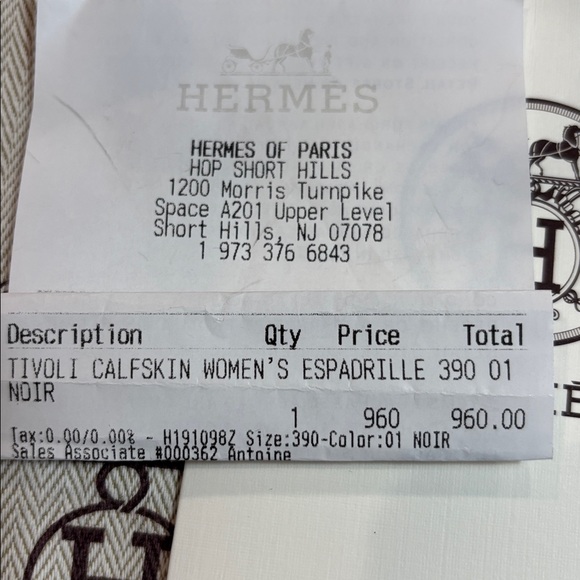 HERMÈS
HERMES OF PARIS
HOP SHORT HILLS
1200 Morris Turnpike
Space A201 Upper Level
Short Hills, NJ 07078
1 973 376 6843
Description Qty Price Total
TIVOLI CALFSKIN WOMEN'S ESPADRILLE 390 01
NOIR
1 960 960.00
Tax:0.00/0.00% - H191098Z Size:390-Color:01 NOIR
Sales Associate #000362 Antoine